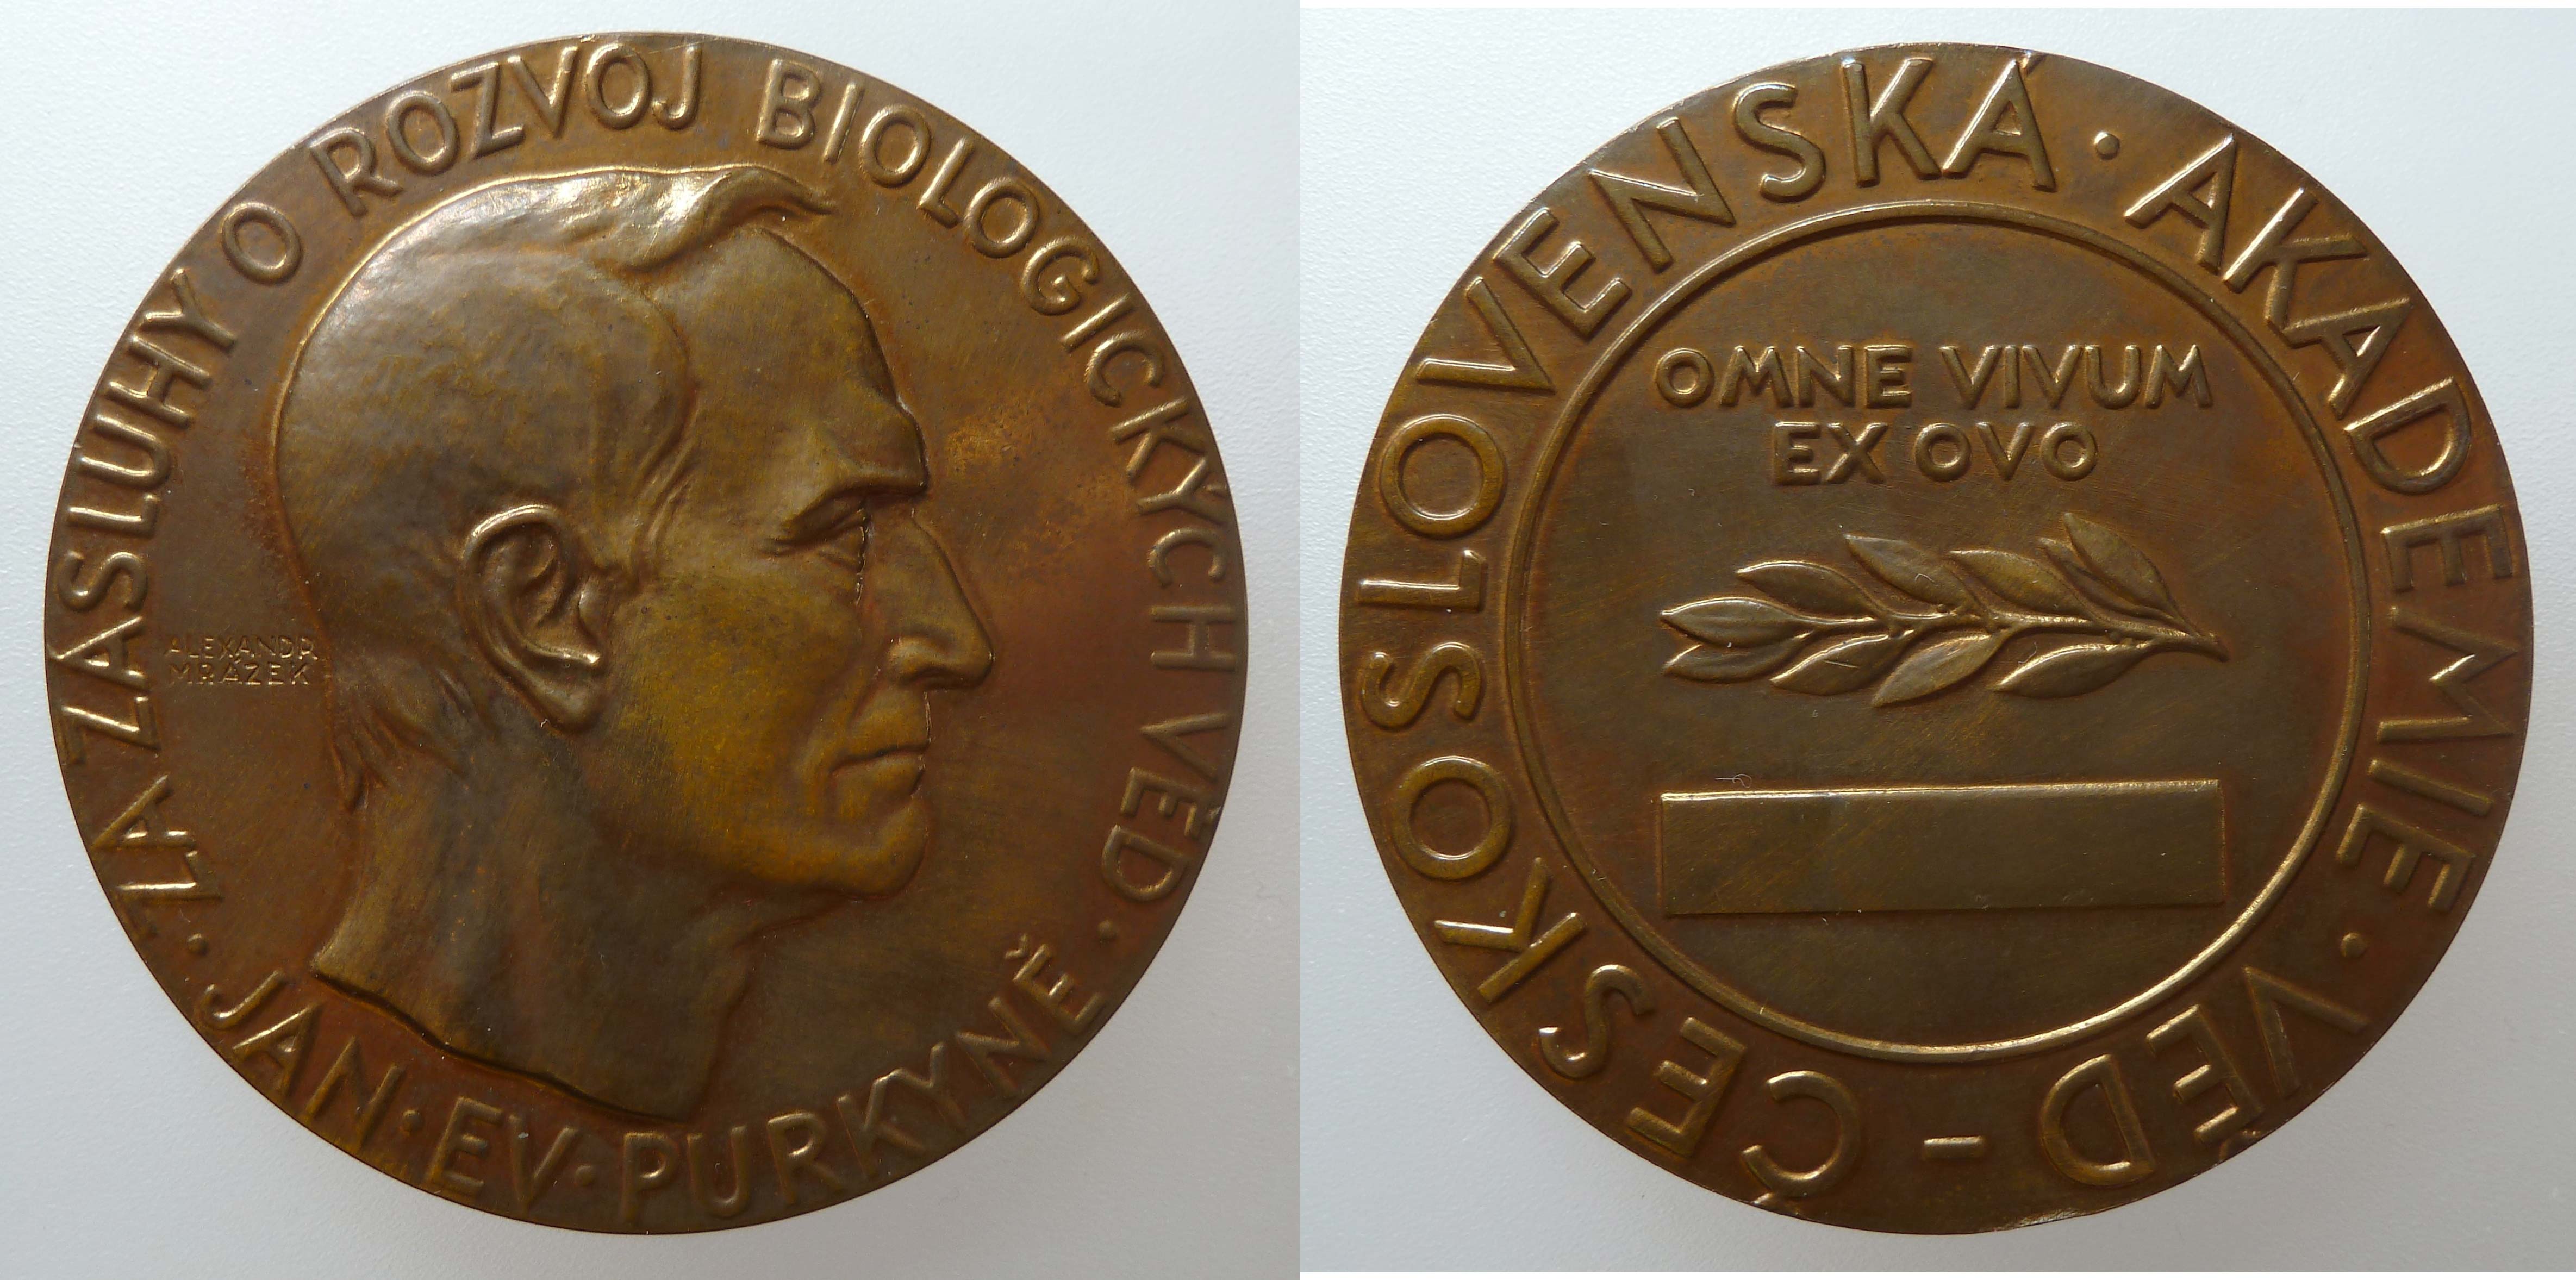 ZA ZÁSLUHY O ROZVOJ BIOLOGICKÝCH VĚD ·
JAN · EV · PURKYNĚ
ALEXANDR
MRÁZEK
ČESKOSLOVENSKÁ · AKADEMIE · VĚD –
OMNE VIVUM
EX OVO